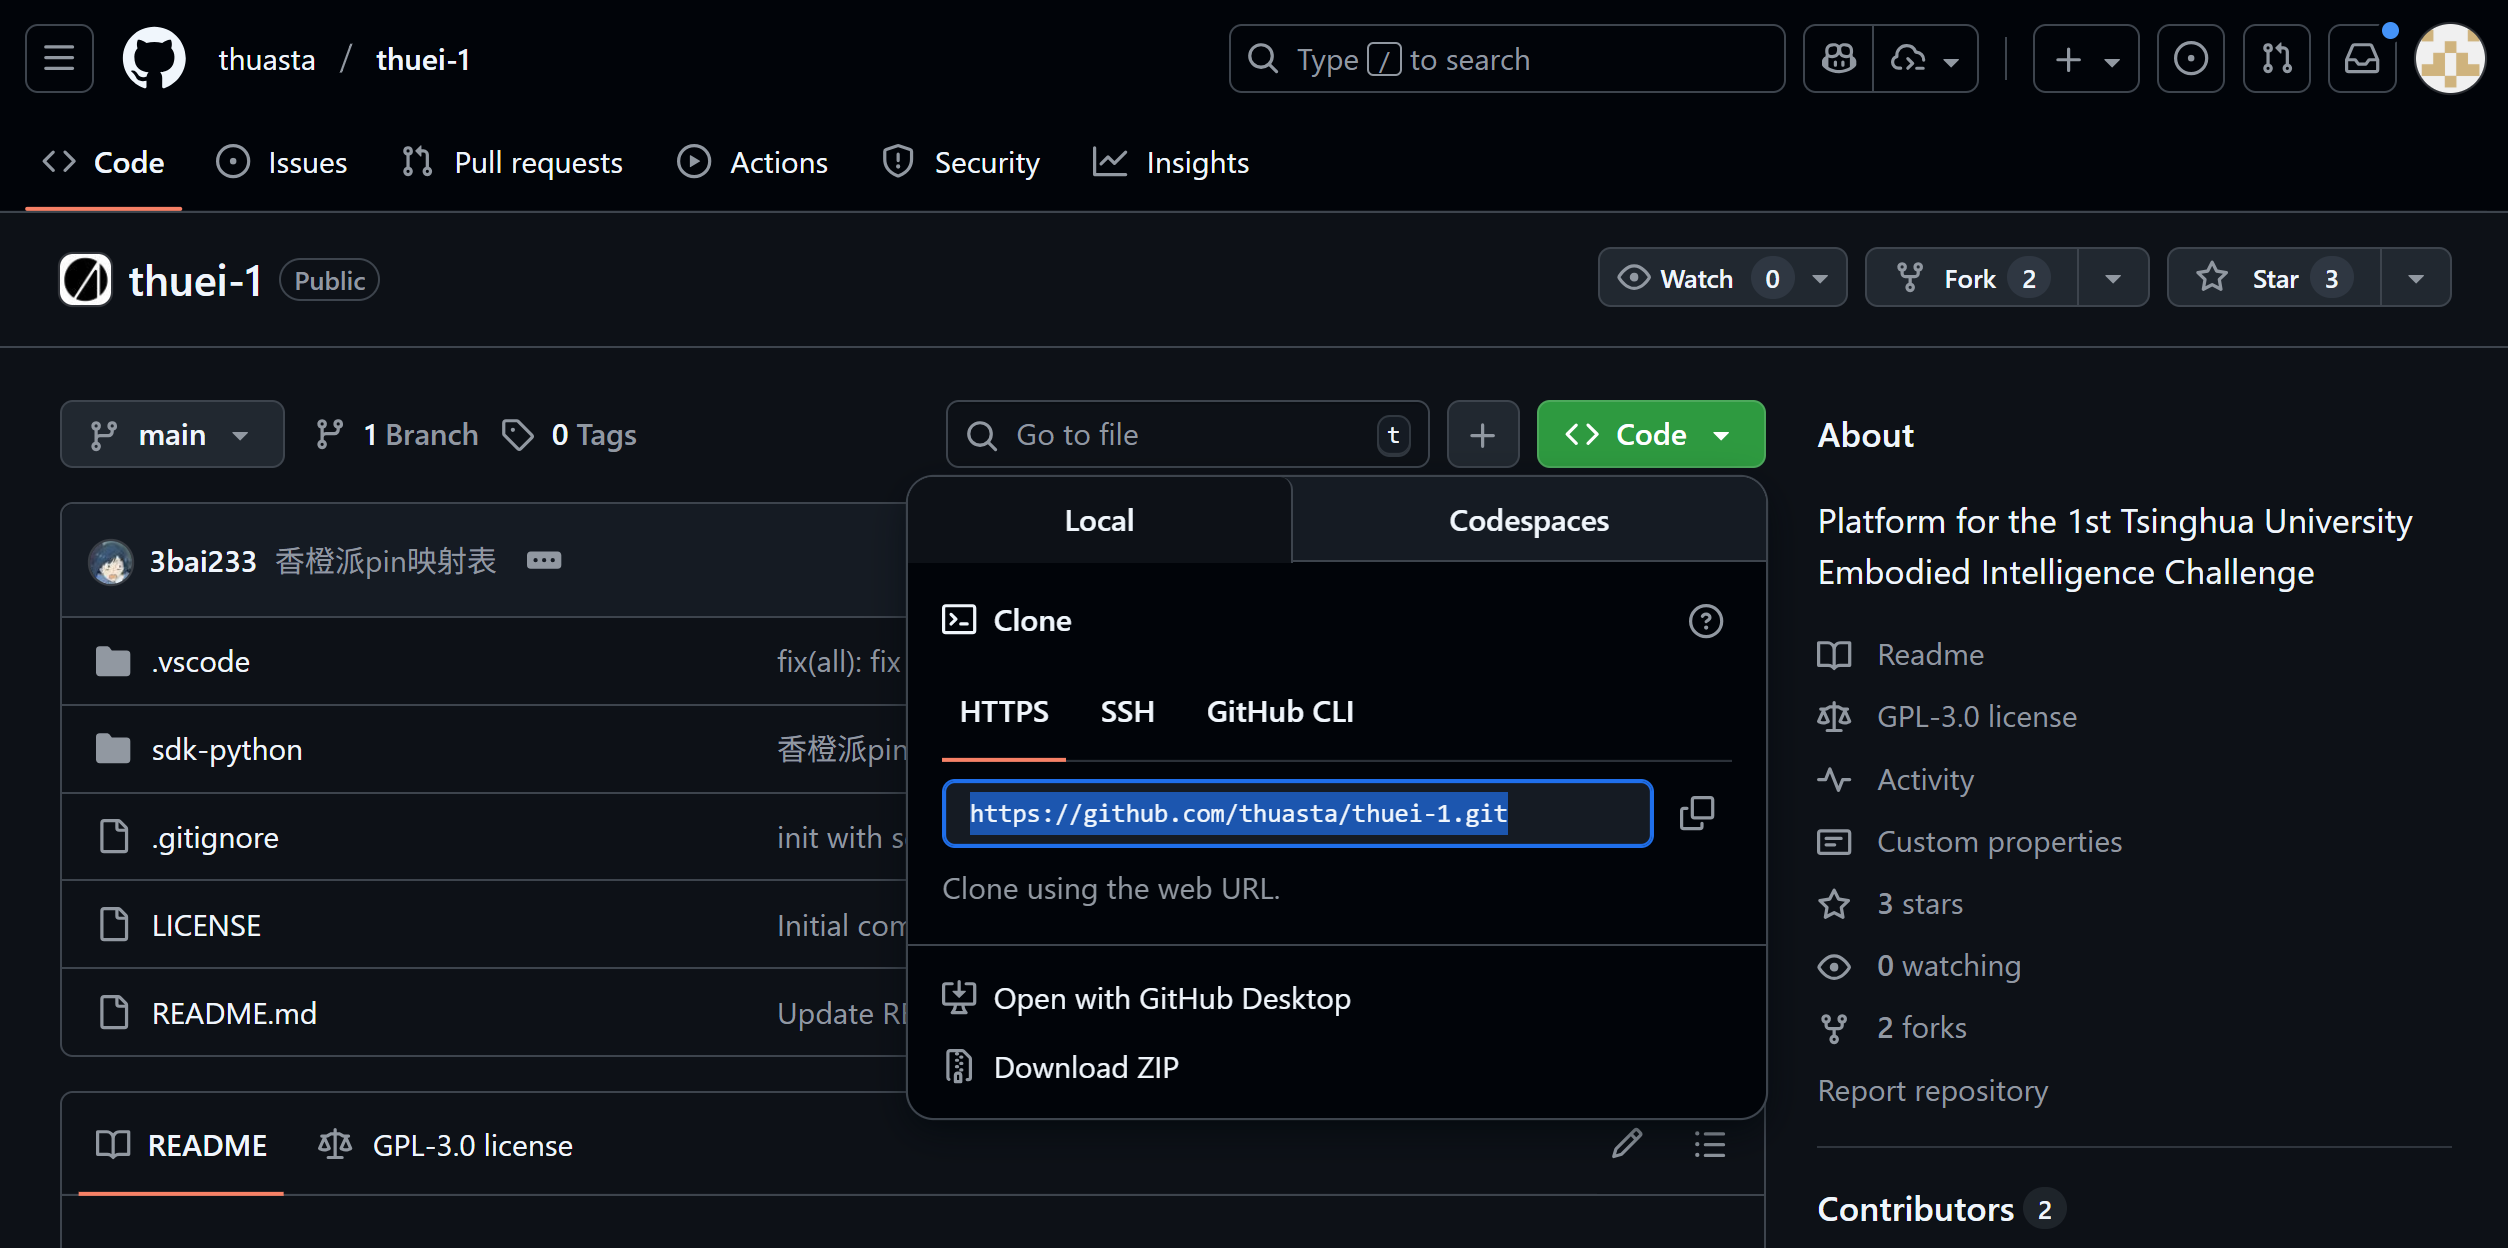 thuasta / thuei-1
Type / to search
Code
Issues
Pull requests
Actions
Security
Insights
thuei-1
Public
Watch 0
Fork 2
Star 3
main
1 Branch
0 Tags
Go to file
t
Code
3bai233 香橙派pin映射表
.vscode
fix(all): fix
sdk-python
香橙派pin
.gitignore
init with
LICENSE
Initial
README.md
Update
Local
Codespaces
Clone
HTTPS
SSH
GitHub CLI
https://github.com/thuasta/thuei-1.git
Clone using the web URL.
Open with GitHub Desktop
Download ZIP
README
GPL-3.0 license
About
Platform for the 1st Tsinghua University
Embodied Intelligence Challenge
Readme
GPL-3.0 license
Activity
Custom properties
3 stars
0 watching
2 forks
Report repository
Contributors 2